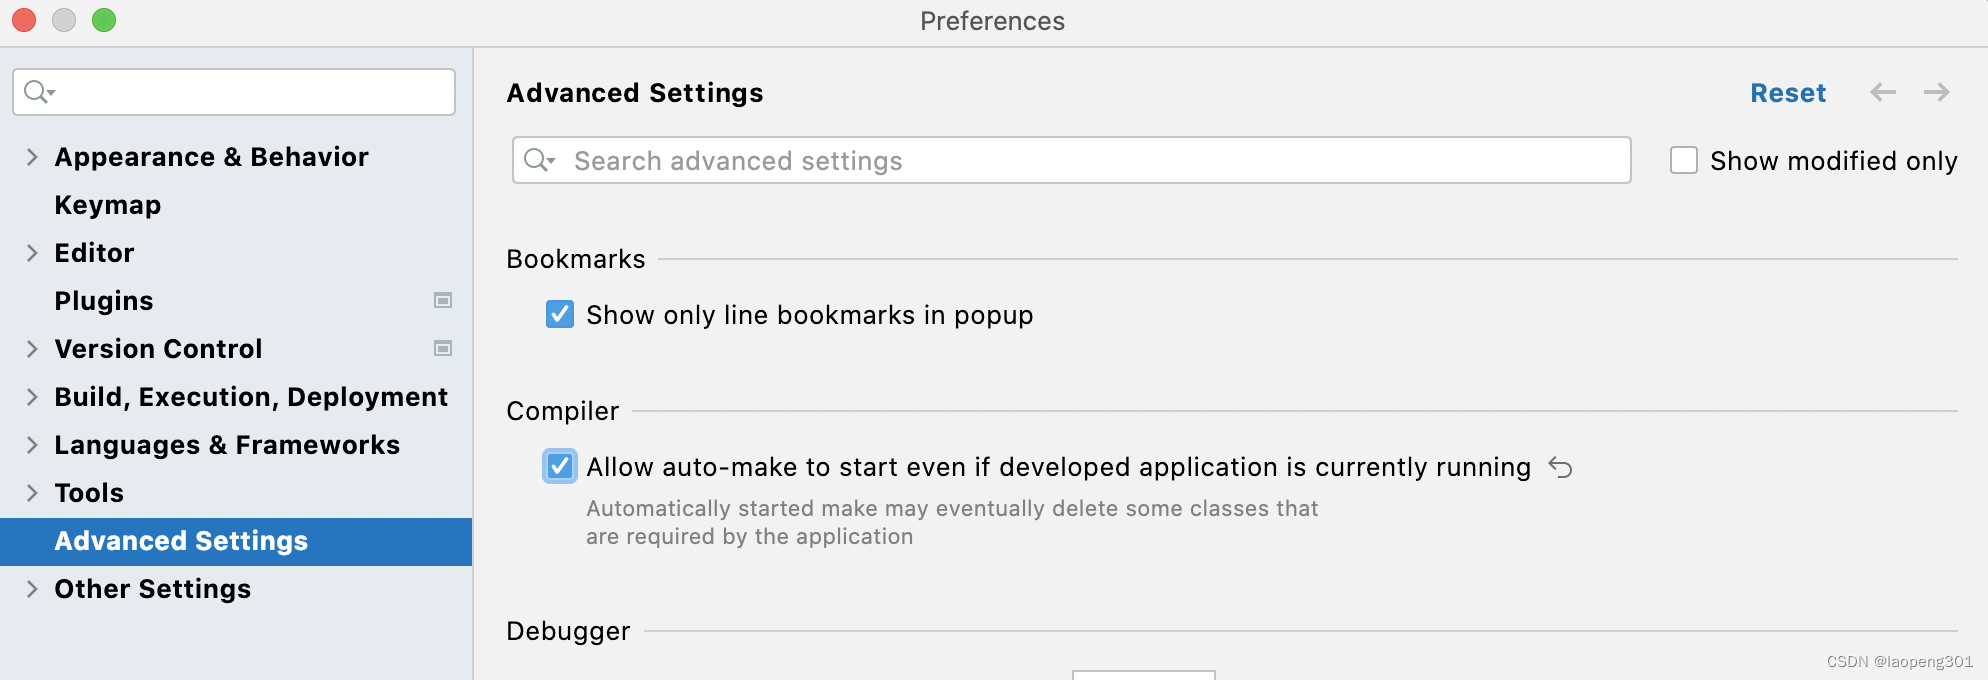 Preferences
Appearance & Behavior
Keymap
Editor
Plugins
Version Control
Build, Execution, Deployment
Languages & Frameworks
Tools
Advanced Settings
Other Settings
Advanced Settings
Reset
Search advanced settings
Show modified only
Bookmarks
Show only line bookmarks in popup
Compiler
Allow auto-make to start even if developed application is currently running
Automatically started make may eventually delete some classes that
are required by the application
Debugger
CSDN @laopeng301